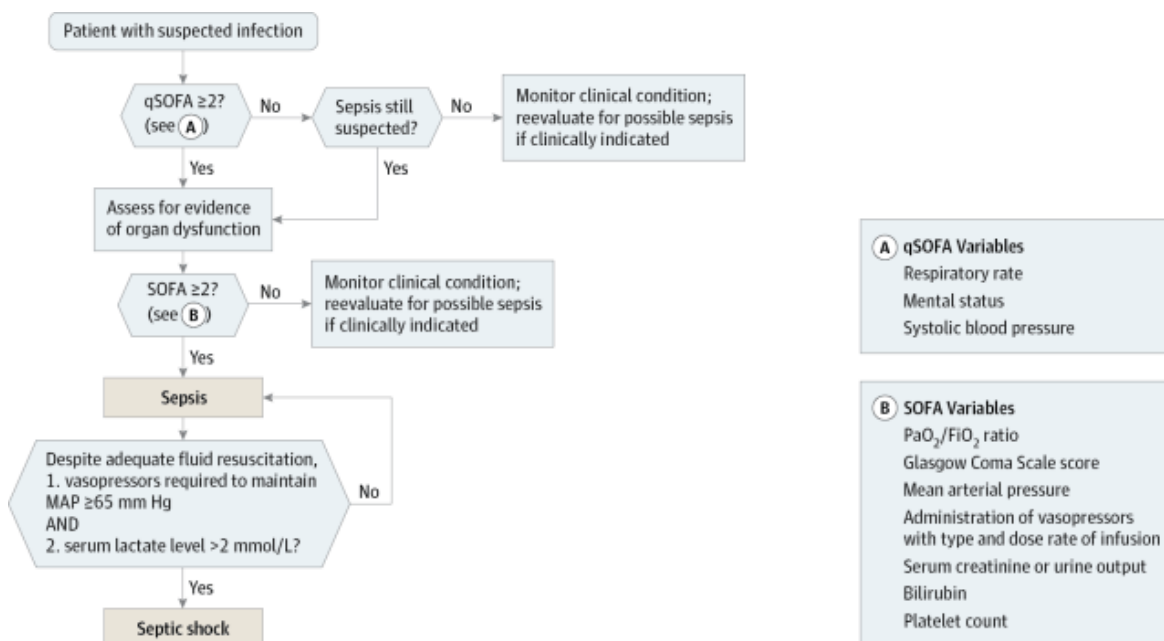 Patient with suspected infection
qSOFA ≥2?
(see A)
No
Sepsis still
suspected?
No
Monitor clinical condition;
reevaluate for possible sepsis
if clinically indicated
Yes
Yes
Assess for evidence
of organ dysfunction
SOFA ≥2?
(see B)
No
Monitor clinical condition;
reevaluate for possible sepsis
if clinically indicated
Yes
Sepsis
Despite adequate fluid resuscitation,
1. vasopressors required to maintain
MAP ≥65 mm Hg
AND
2. serum lactate level >2 mmol/L?
No
Yes
Septic shock
A qSOFA Variables
Respiratory rate
Mental status
Systolic blood pressure
B SOFA Variables
PaO₂/FiO₂ ratio
Glasgow Coma Scale score
Mean arterial pressure
Administration of vasopressors
with type and dose rate of infusion
Serum creatinine or urine output
Bilirubin
Platelet count